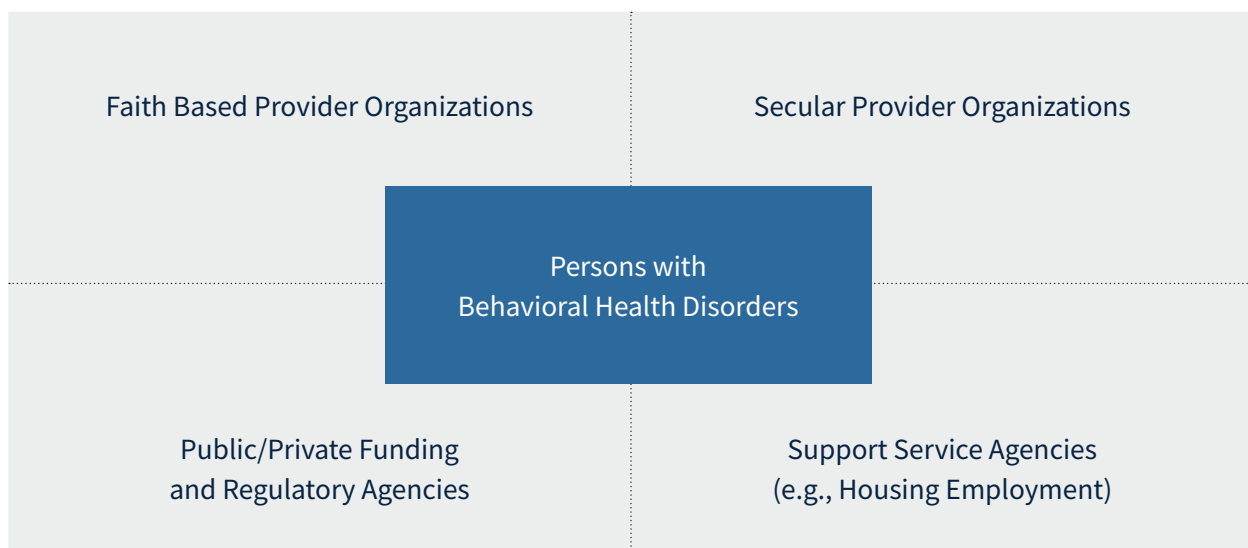 Faith Based Provider Organizations
Secular Provider Organizations
Persons with
Behavioral Health Disorders
Public/Private Funding
and Regulatory Agencies
Support Service Agencies
(e.g., Housing Employment)